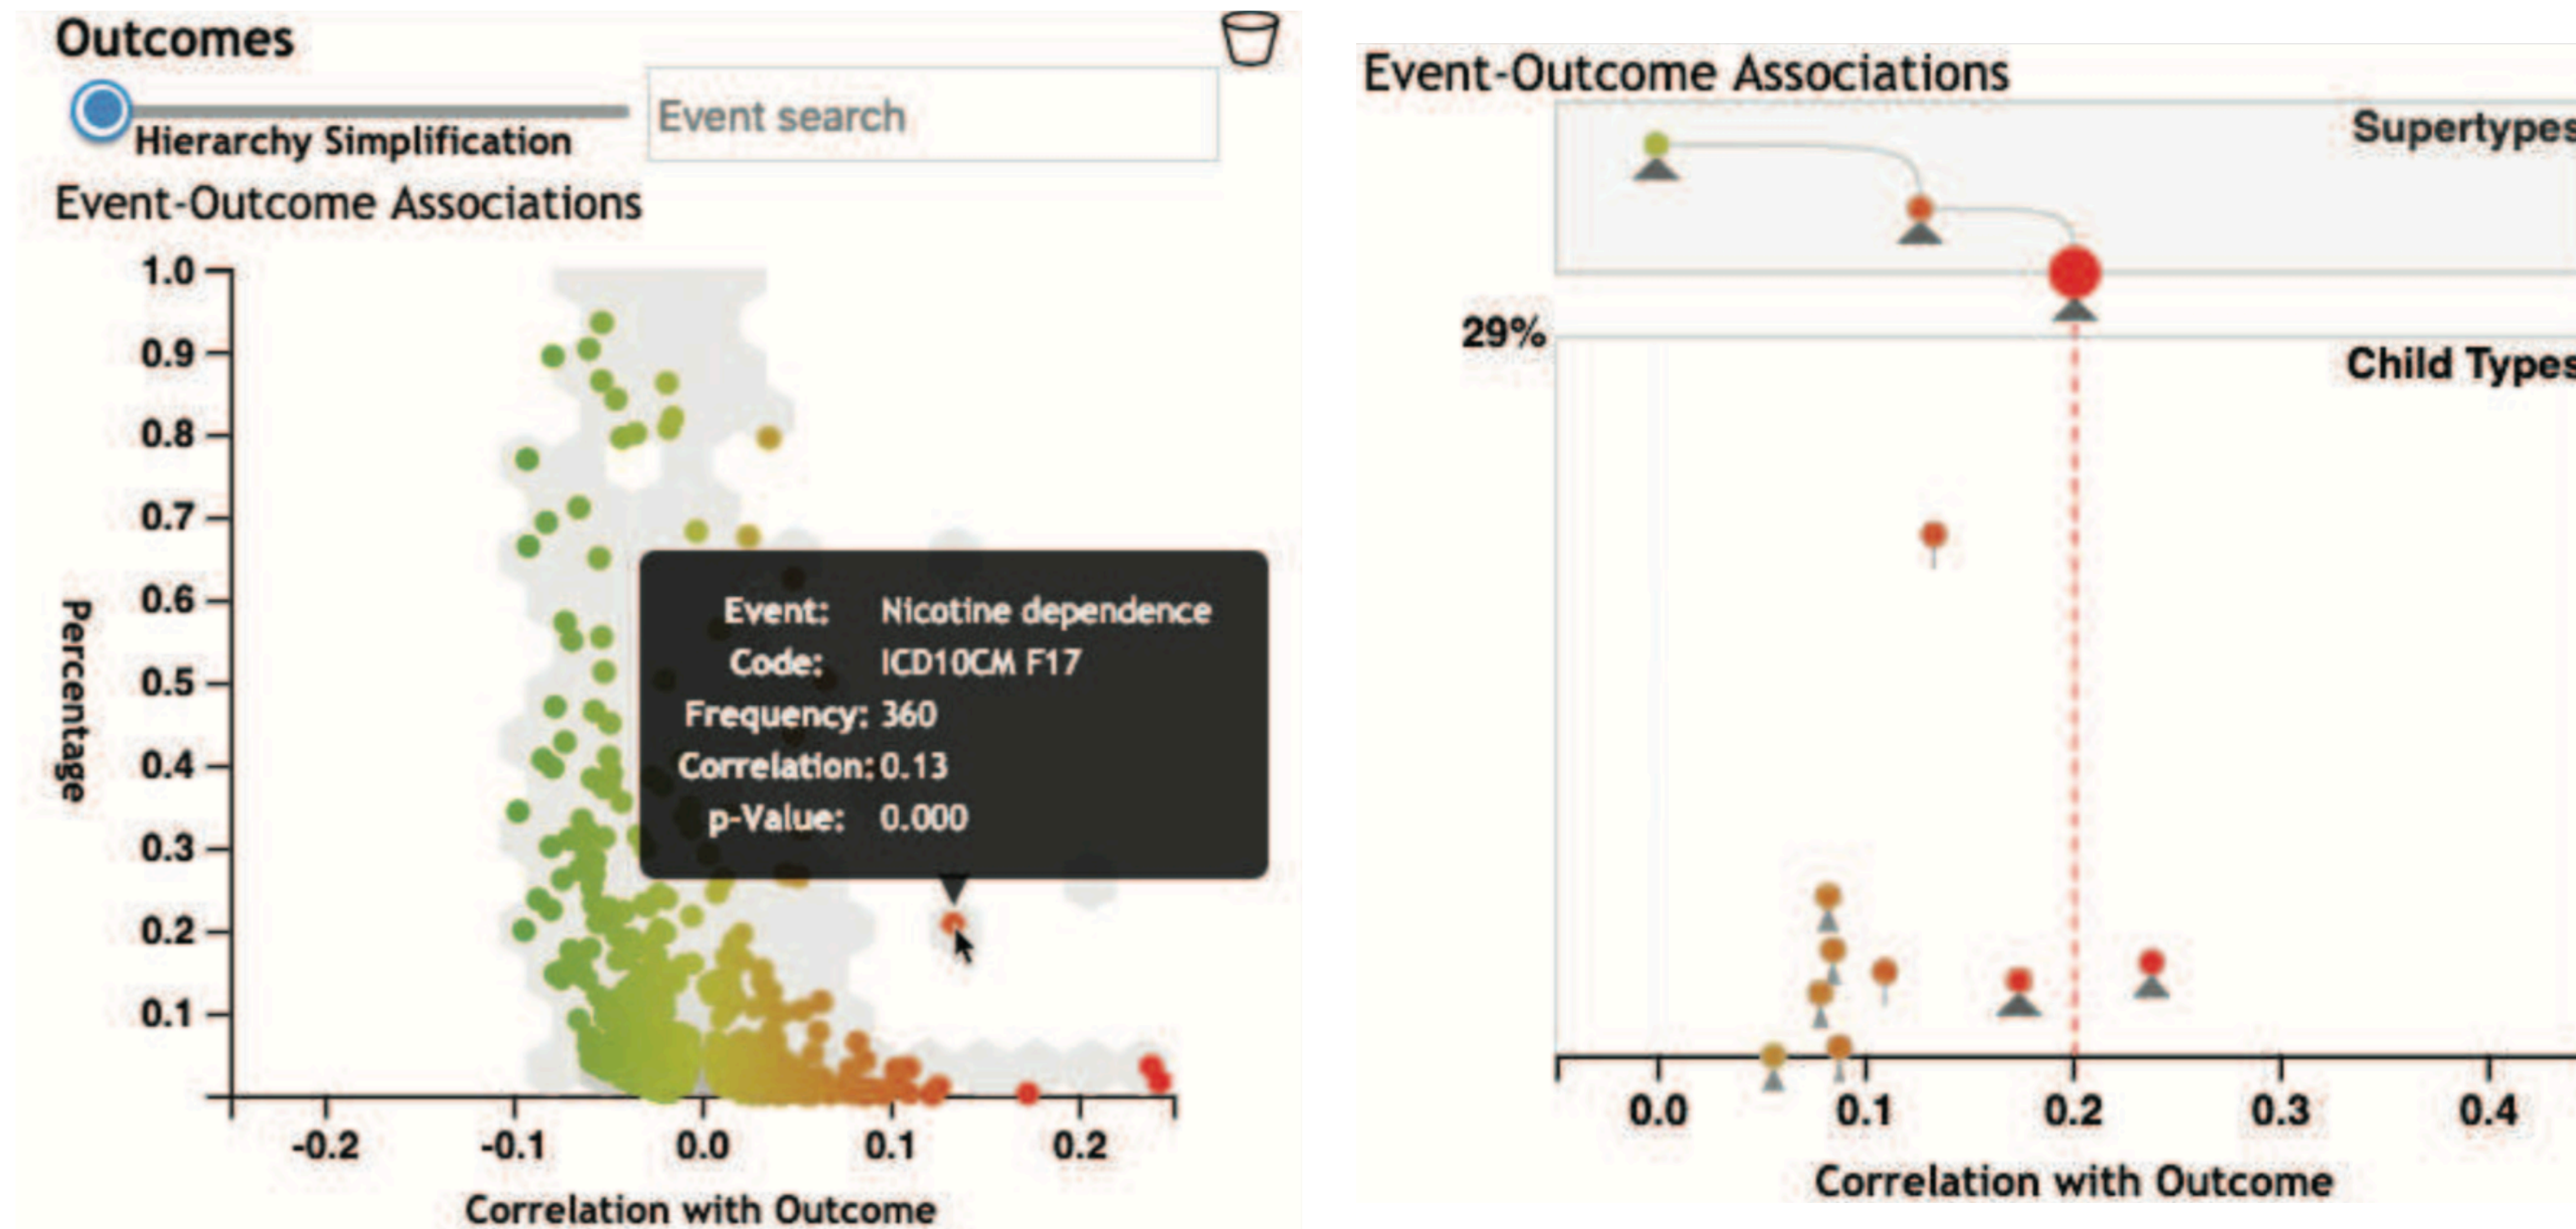 Outcomes
Hierarchy Simplification
Event search
Event-Outcome Associations
1.0
0.9
0.8
0.7
0.6
0.5
0.4
0.3
0.2
0.1
Percentage
Event: Nicotine dependence
Code: ICD10CM F17
Frequency: 360
Correlation: 0.13
p-Value: 0.000
-0.2 -0.1 0.0 0.1 0.2
Correlation with Outcome
Event-Outcome Associations
Supertypes
29%
Child Types
0.0 0.1 0.2 0.3 0.4
Correlation with Outcome